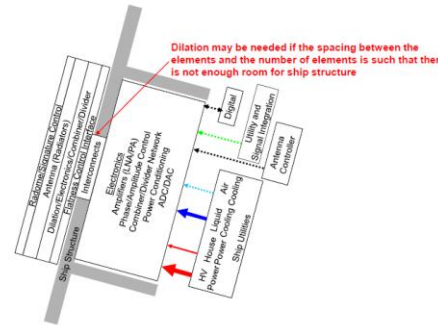 Dilation may be needed if the spacing between the
elements and the number of elements is such that ther
is not enough room for ship structure
Radome/Signature Control
Antenna (Radiators)
Dilation/Electronics/Combiner/Divider
Flatness Control Interface
Interconnects
Ship Structure
Electronics
Amplifiers (LNA/PA)
Phase/Amplitude Control
Combiner/Divider Network
Power Conditioning
ADC/DAC
Digital
Utility and
Signal Integration
Antenna
Controller
HV House Liquid Air
Power Power Cooling Cooling
Ship Utilities